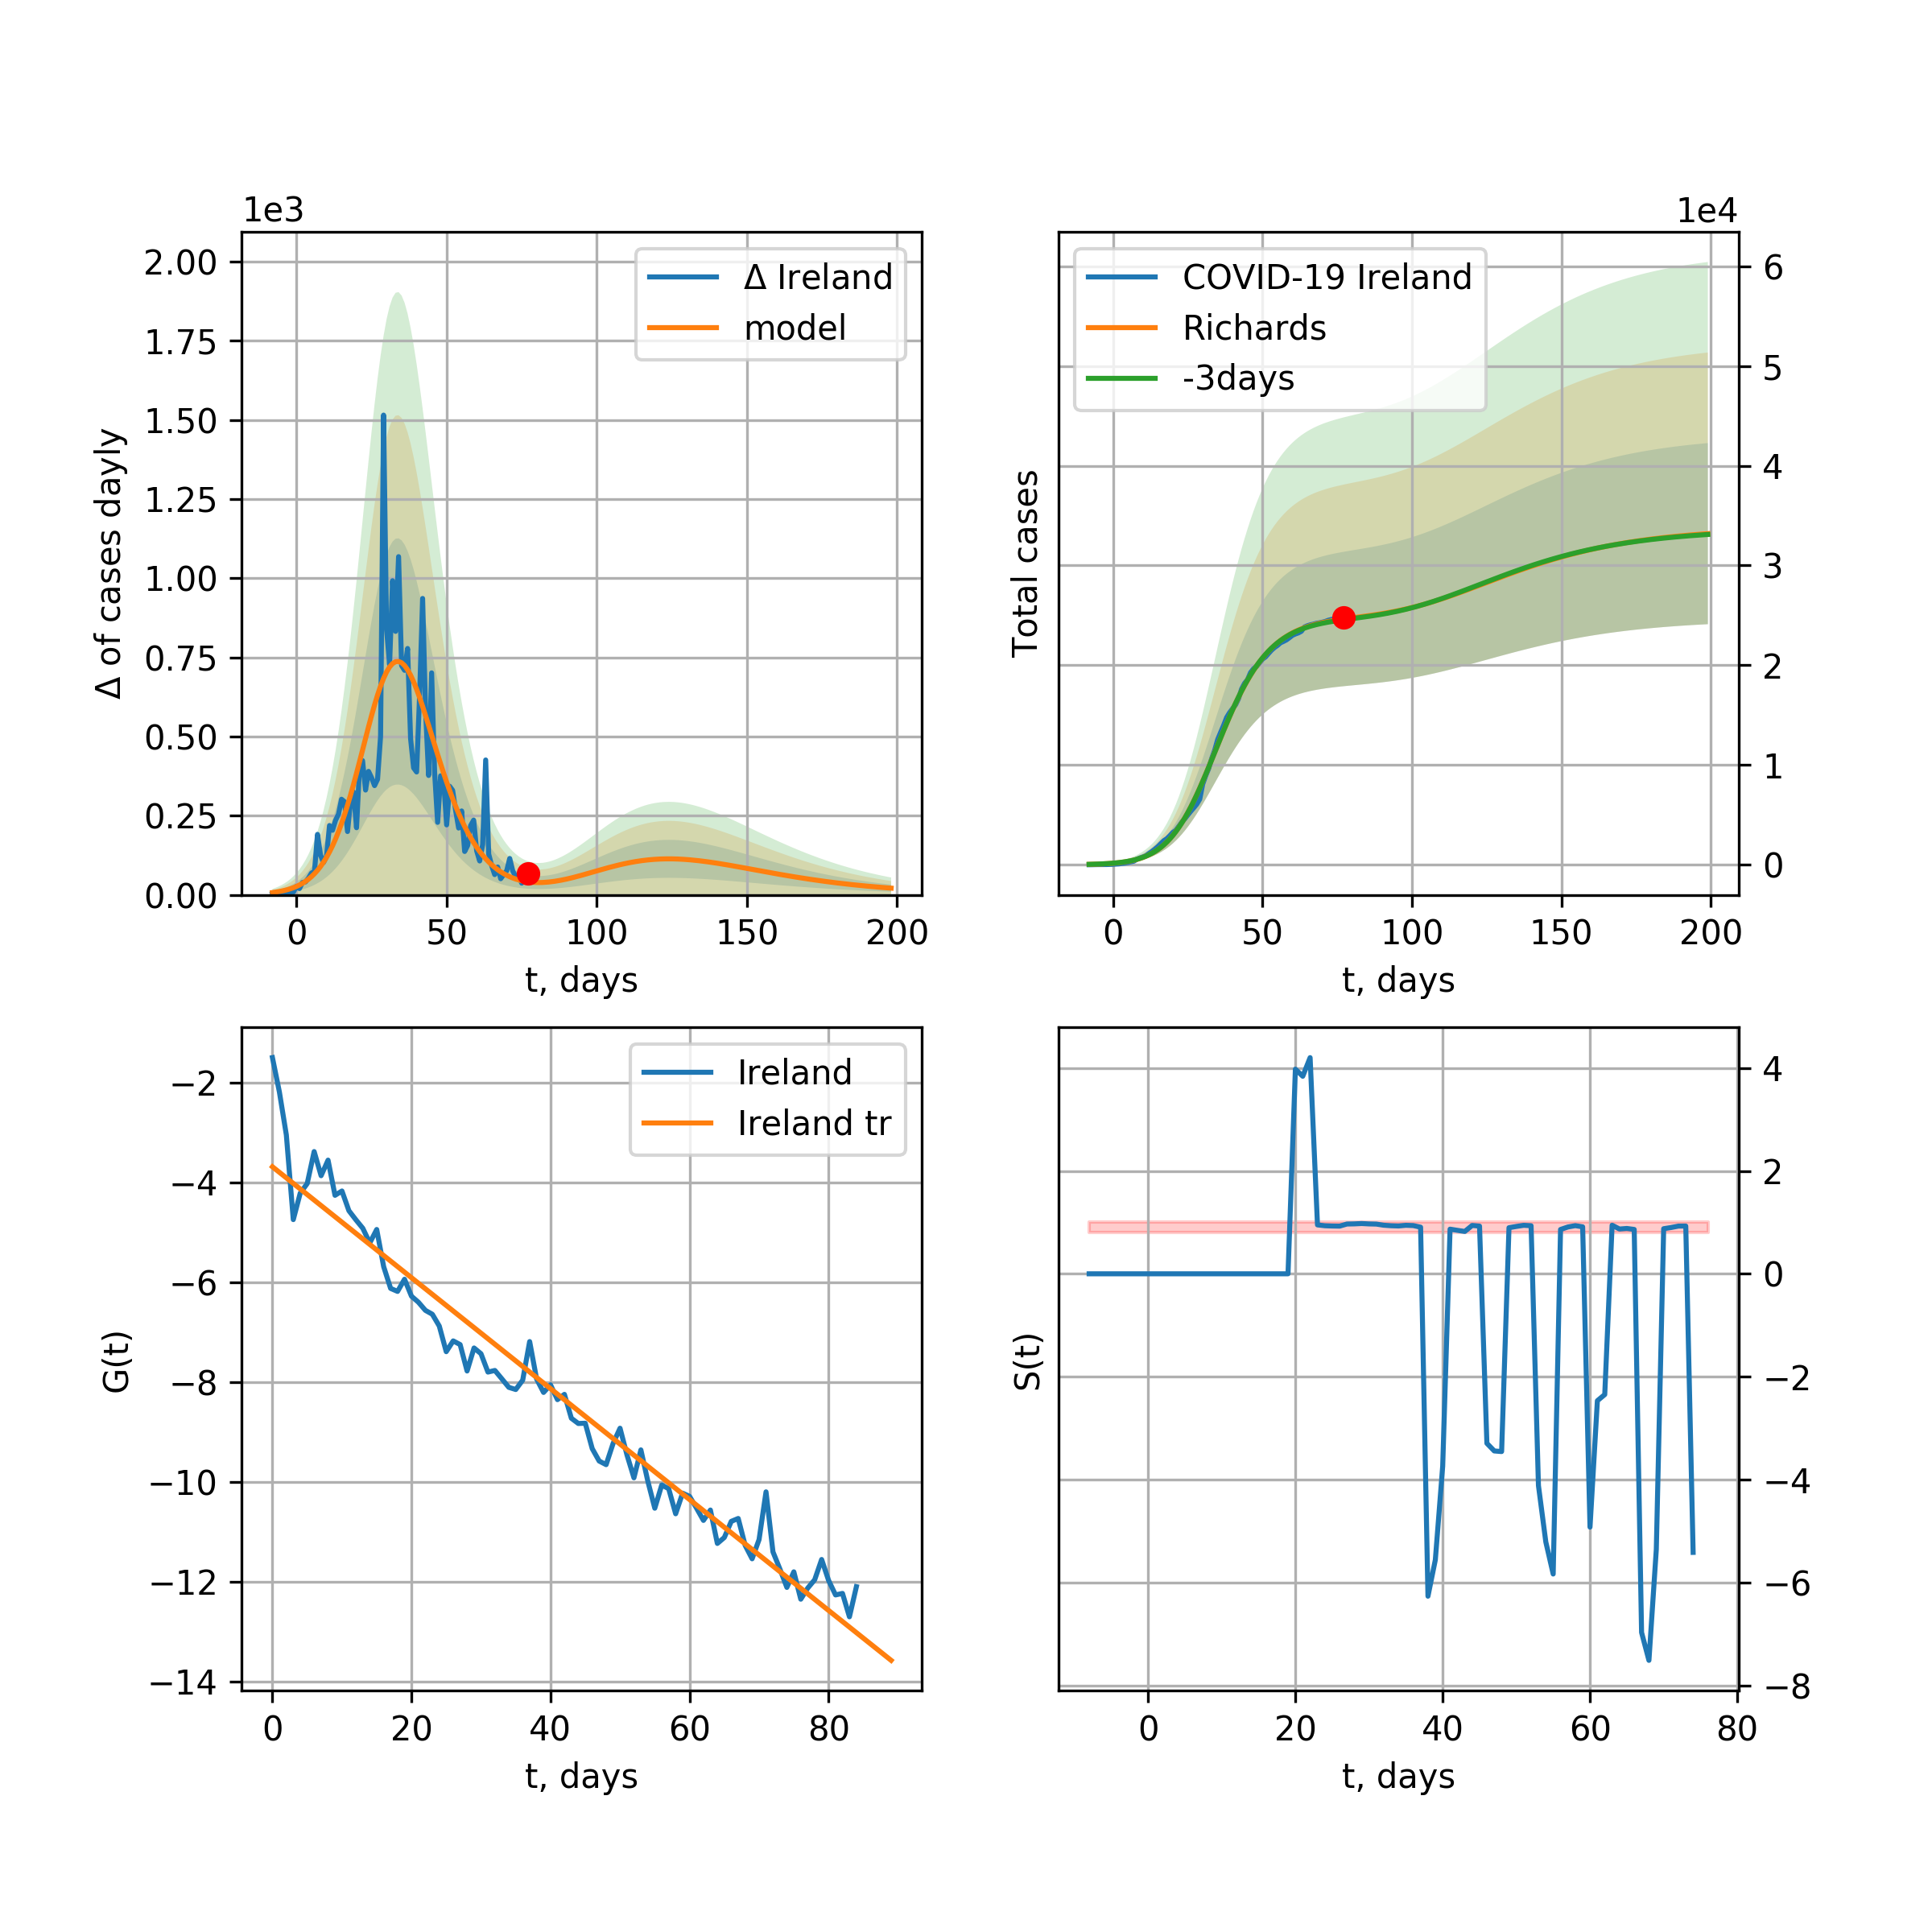 1e3
2.00
1.75
1.50
1.25
1.00
0.75
0.50
0.25
0.00
Δ of cases dayly
Δ Ireland
model
0 50 100 150 200
t, days
1e4
COVID-19 Ireland
Richards
-3days
Total cases
6
5
4
3
2
1
0
0 50 100 150 200
t, days
−2
−4
−6
−8
−10
−12
−14
G(t)
Ireland
Ireland tr
0 20 40 60 80
t, days
S(t)
4
2
0
−2
−4
−6
−8
0 20 40 60 80
t, days